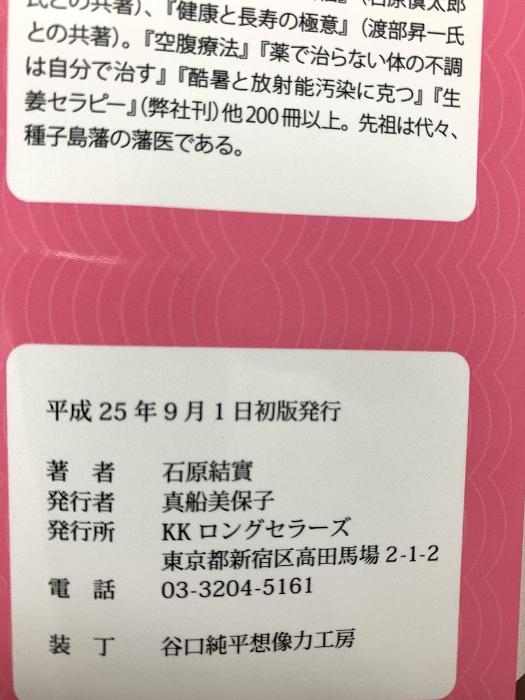 氏との共著)、『健康と長寿の極意』(渡部昇一氏
との共著)。『空腹療法』『薬で治らない体の不調
は自分で治す』『酷暑と放射能汚染に克つ』『生
姜セラピー』(弊社刊)他200冊以上。先祖は代々、
種子島藩の藩医である。
平成25年9月1日初版発行
著 者 石原結實
発行者 真船美保子
発行所 KKロングセラーズ
東京都新宿区高田馬場2-1-2
電 話 03-3204-5161
装 丁 谷口純平想像力工房